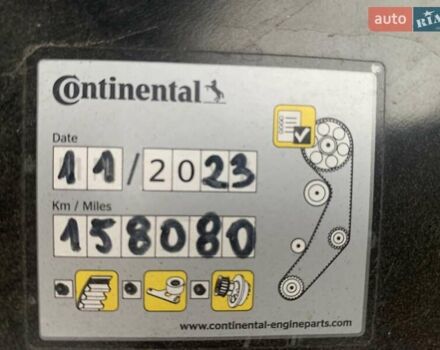 auto RIA
Continental
Date
11/2023
Km / Miles
158080
www.continental-engineparts.com